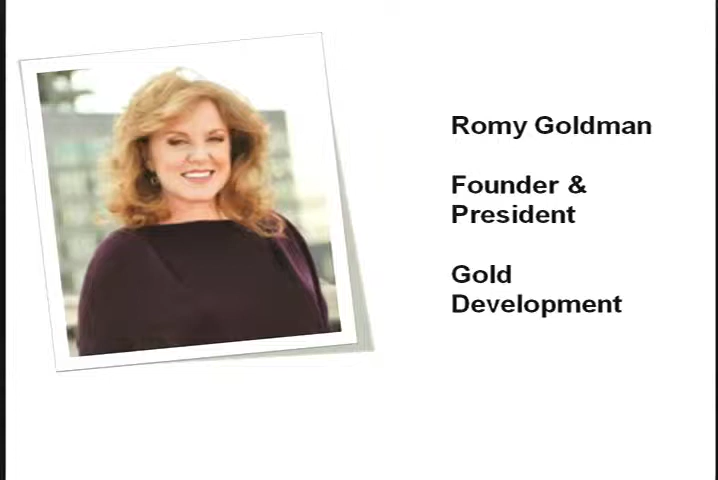 Romy Goldman
Founder &
President
Gold
Development